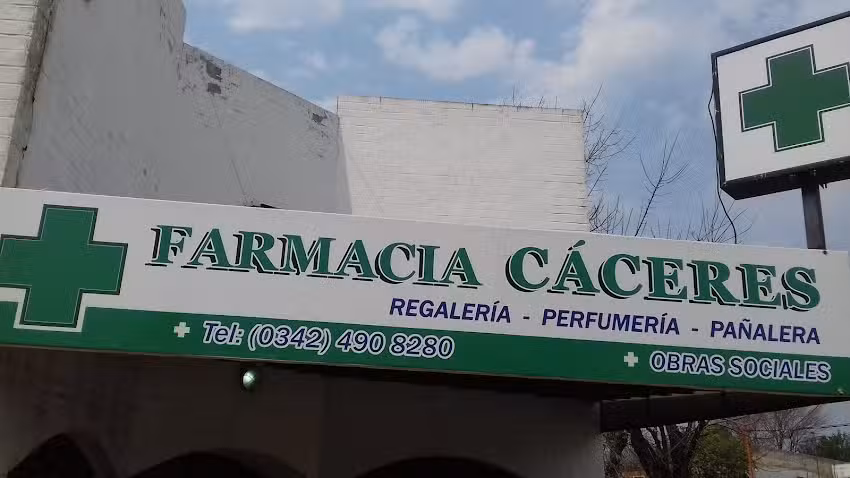 FARMACIA CÁCERES
REGALERÍA - PERFUMERÍA - PAÑALERA
Tel: (0342) 490 8280
OBRAS SOCIALES